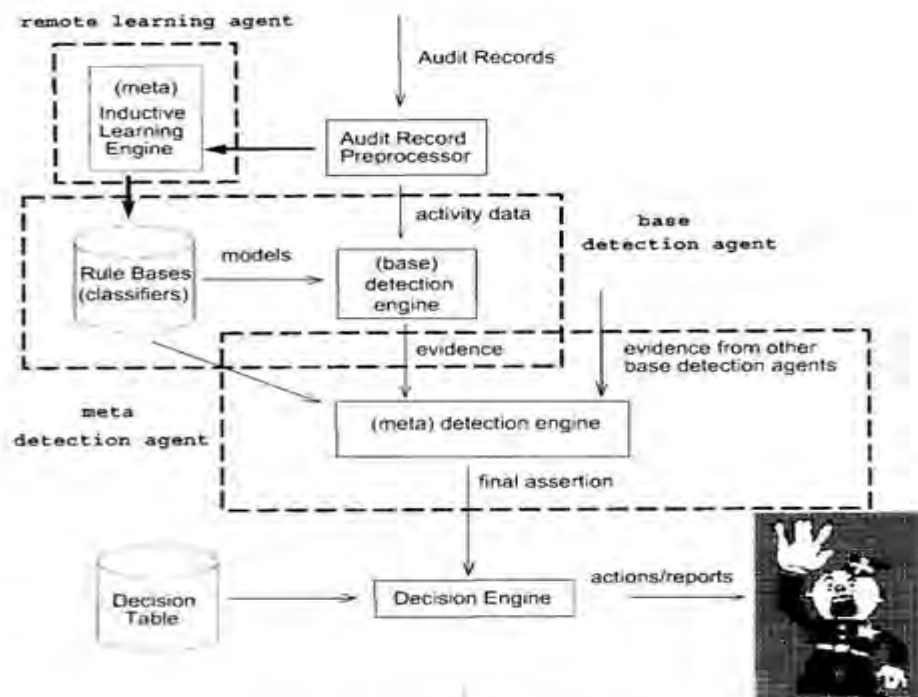 remote learning agent
Audit Records
(meta)
Inductive
Learning
Engine
Audit Record
Preprocessor
activity data
base
detection agent
models
Rule Bases
(classifiers)
(base)
detection
engine
evidence
evidence from other
base detection agents
meta
detection agent
(meta) detection engine
final assertion
Decision
Table
Decision Engine
actions/reports